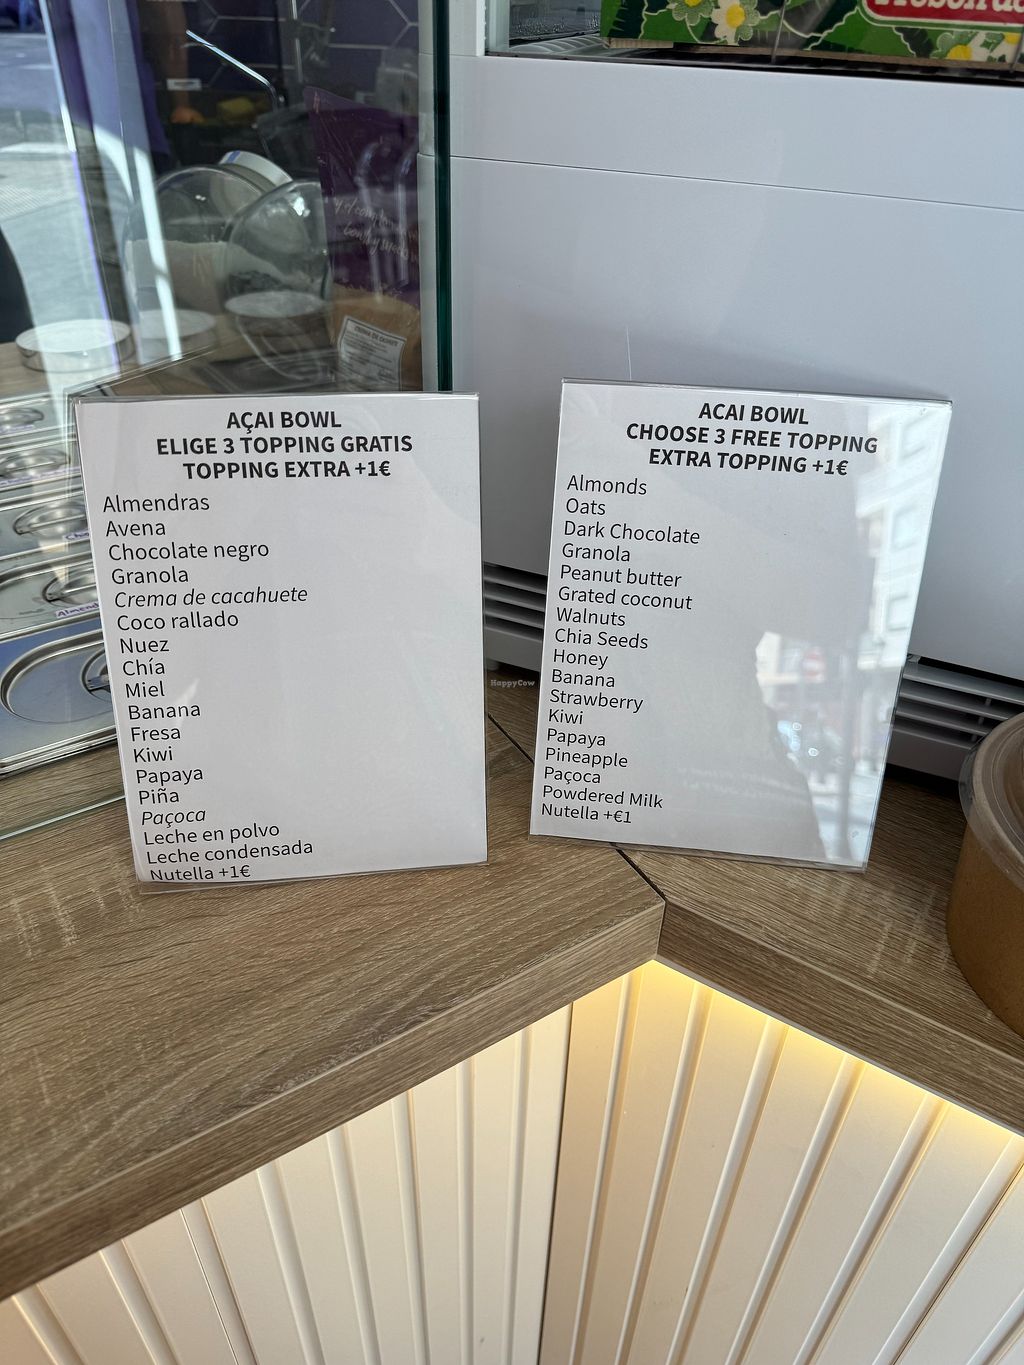 AÇAI BOWL
ELIGE 3 TOPPING GRATIS
TOPPING EXTRA +1€
Almendras
Avena
Chocolate negro
Granola
Crema de cacahuete
Coco rallado
Nuez
Chía
Miel
Banana
Fresa
Kiwi
Papaya
Piña
Paçoca
Leche en polvo
Leche condensada
Nutella +1€
ACAI BOWL
CHOOSE 3 FREE TOPPING
EXTRA TOPPING +1€
Almonds
Oats
Dark Chocolate
Granola
Peanut butter
Grated coconut
Walnuts
Chia Seeds
Honey
Banana
Strawberry
Kiwi
Papaya
Pineapple
Paçoca
Powdered Milk
Nutella +€1
HappyCow
CREMA DE CACAHUETE